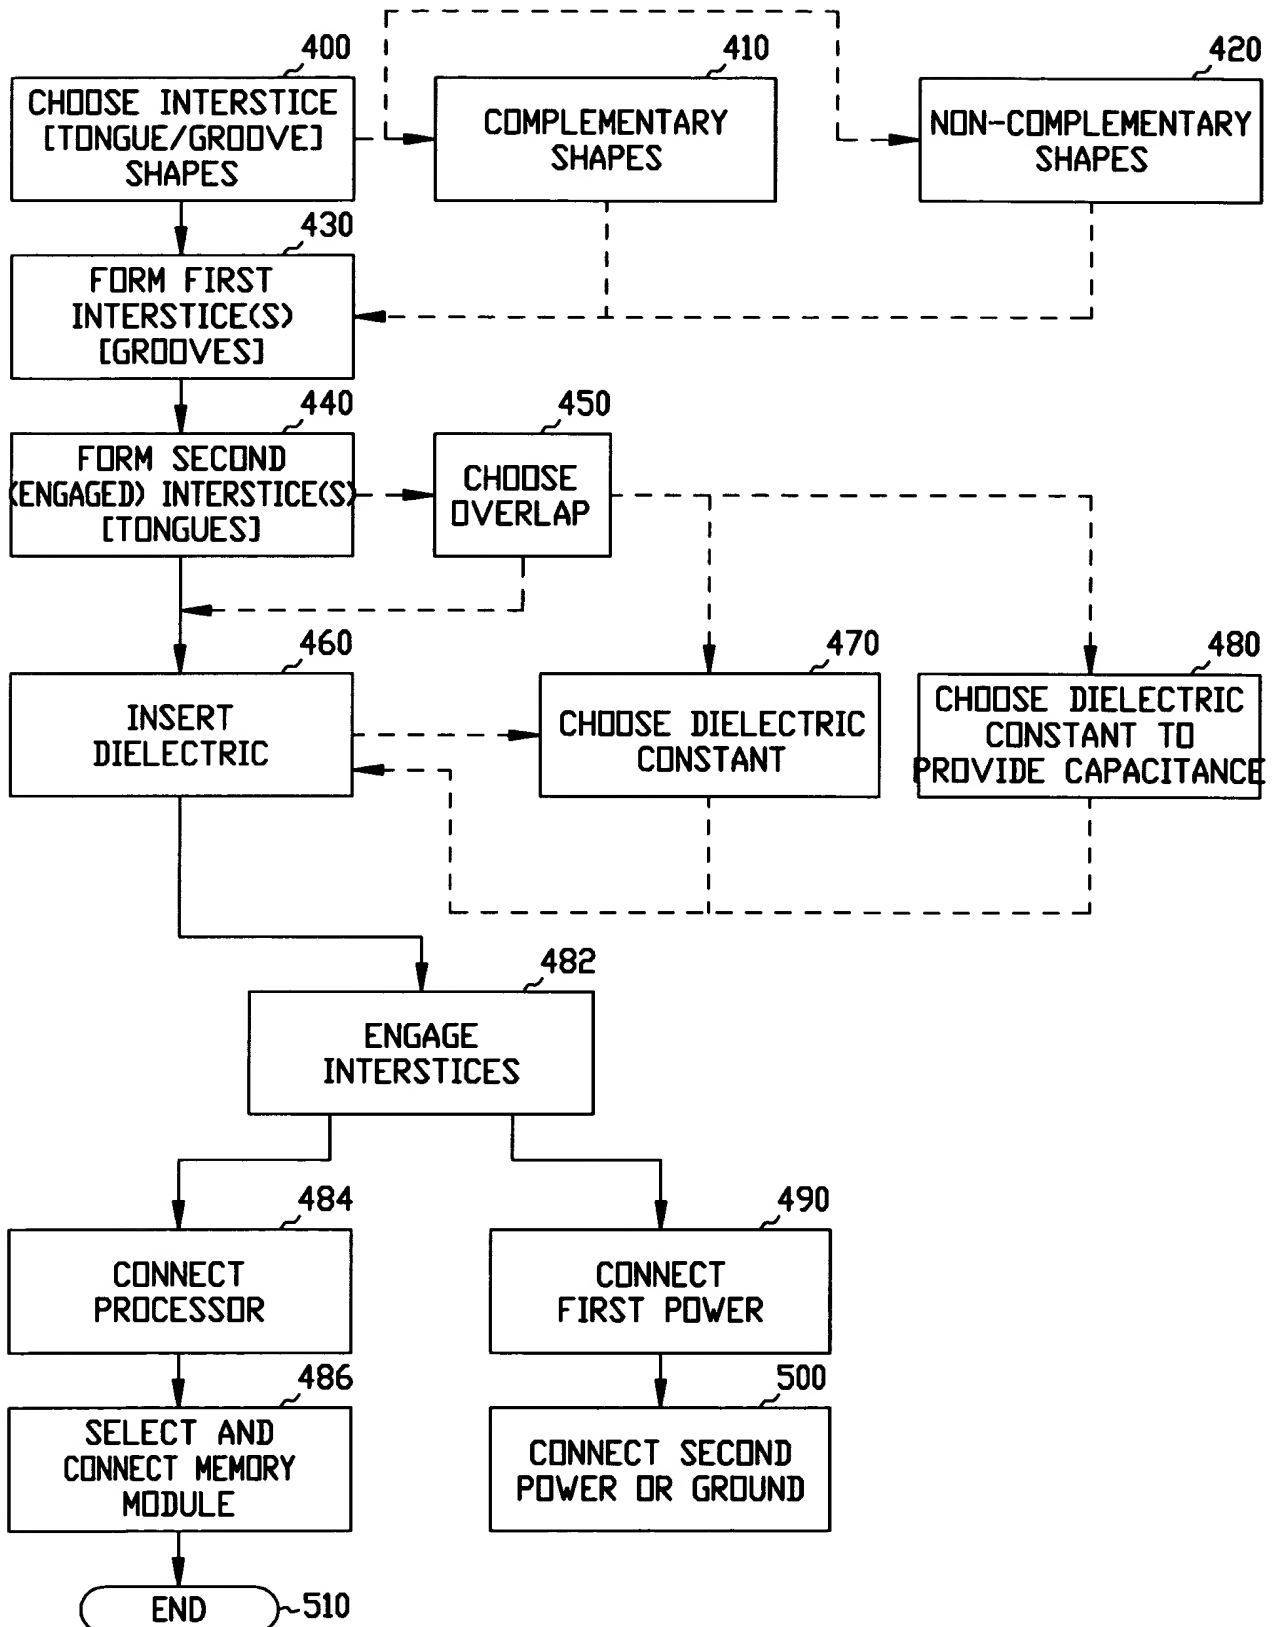 400
CHOOSE INTERSTICE
[TONGUE/GROOVE]
SHAPES
410
COMPLEMENTARY
SHAPES
420
NON-COMPLEMENTARY
SHAPES
430
FORM FIRST
INTERSTICE(S)
[GROOVES]
440
FORM SECOND
(ENGAGED) INTERSTICE(S)
[TONGUES]
450
CHOOSE
OVERLAP
460
INSERT
DIELECTRIC
470
CHOOSE DIELECTRIC
CONSTANT
480
CHOOSE DIELECTRIC
CONSTANT TO
PROVIDE CAPACITANCE
482
ENGAGE
INTERSTICES
484
CONNECT
PROCESSOR
490
CONNECT
FIRST POWER
486
SELECT AND
CONNECT MEMORY
MODULE
500
CONNECT SECOND
POWER OR GROUND
END
510